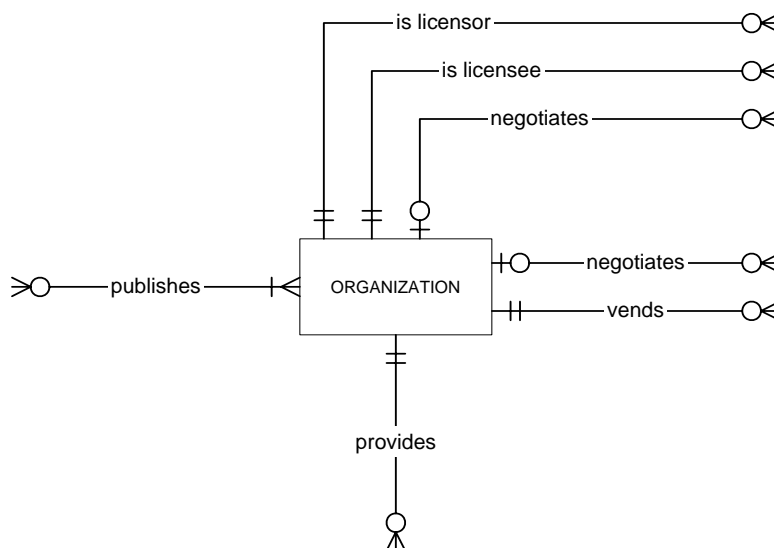 is licensor
is licensee
negotiates
negotiates
publishes
ORGANIZATION
vends
provides